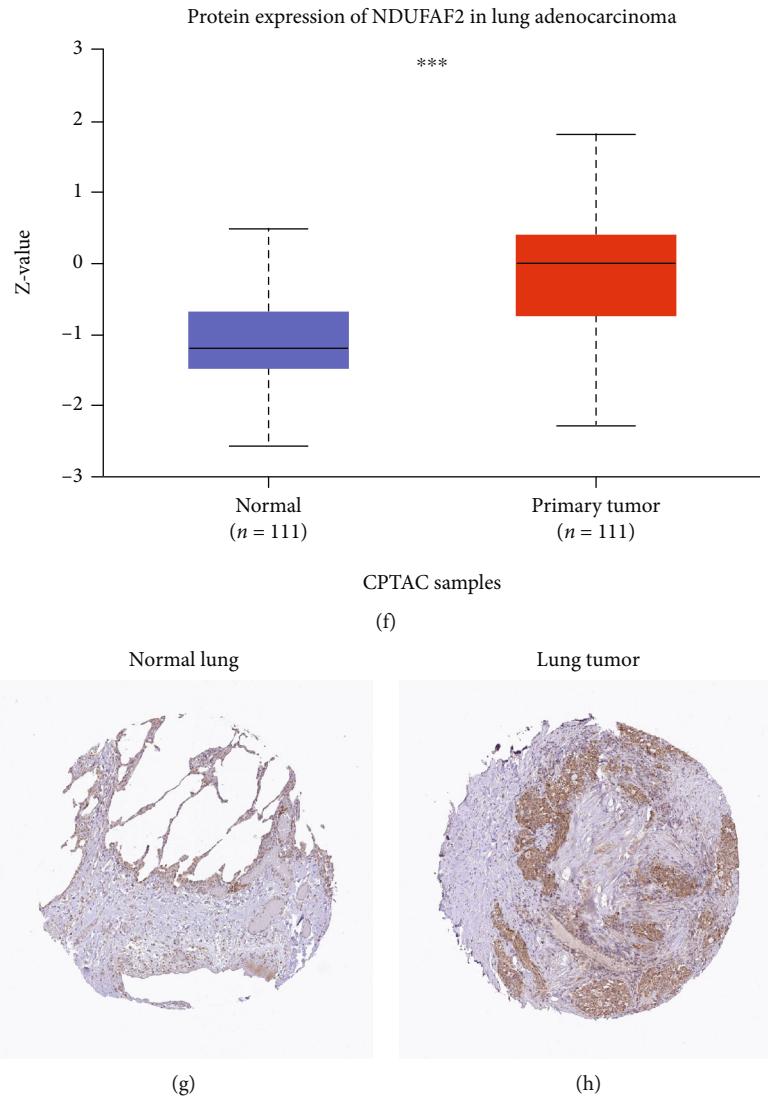 Protein expression of NDUFAF2 in lung adenocarcinoma
***
3
2
1
0
–1
–2
–3
Z-value
Normal
(n = 111)
Primary tumor
(n = 111)
CPTAC samples
(f)
Normal lung
Lung tumor
(g)
(h)